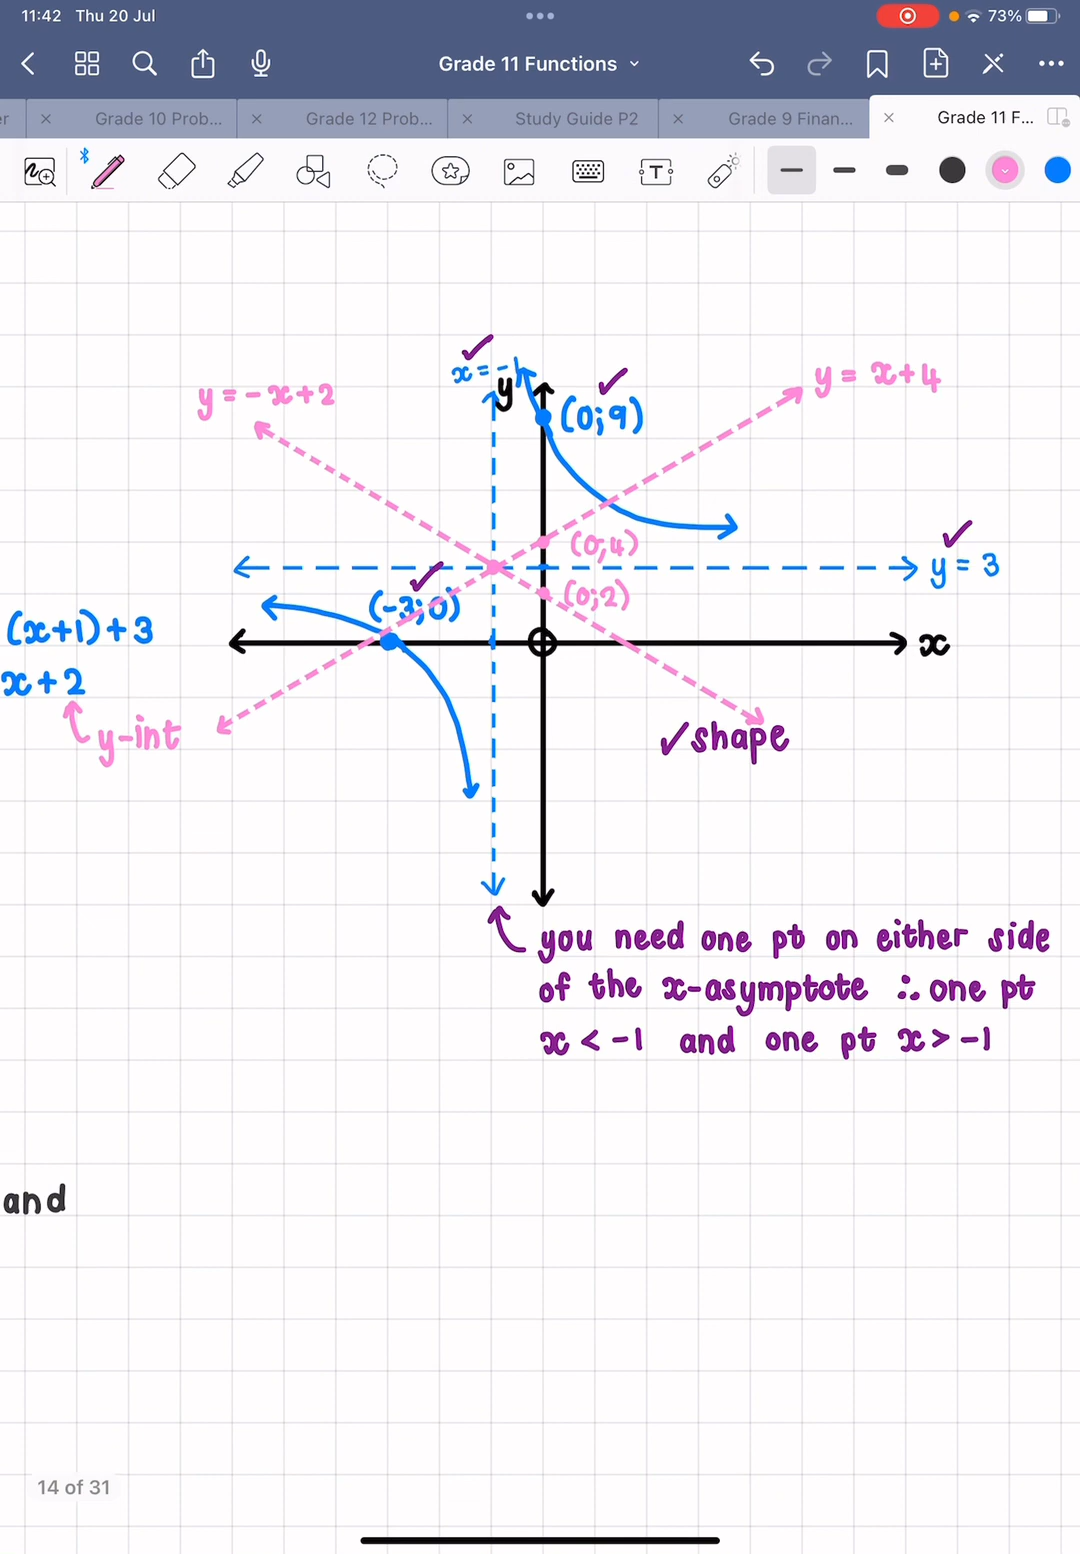 11:42 Thu 20 Jul
73%
Grade 11 Functions
er
Grade 10 Prob...
Grade 12 Prob...
Study Guide P2
Grade 9 Finan...
Grade 11 F...
T
x = -1
y
(0;9)
y = x+4
y = -x+2
(0;4)
y = 3
(0;2)
(-3;0)
(x+1)+3
x
x+2
y-int
✓shape
you need one pt on either side
of the x-asymptote ∴ one pt
x < -1 and one pt x > -1
and
14 of 31